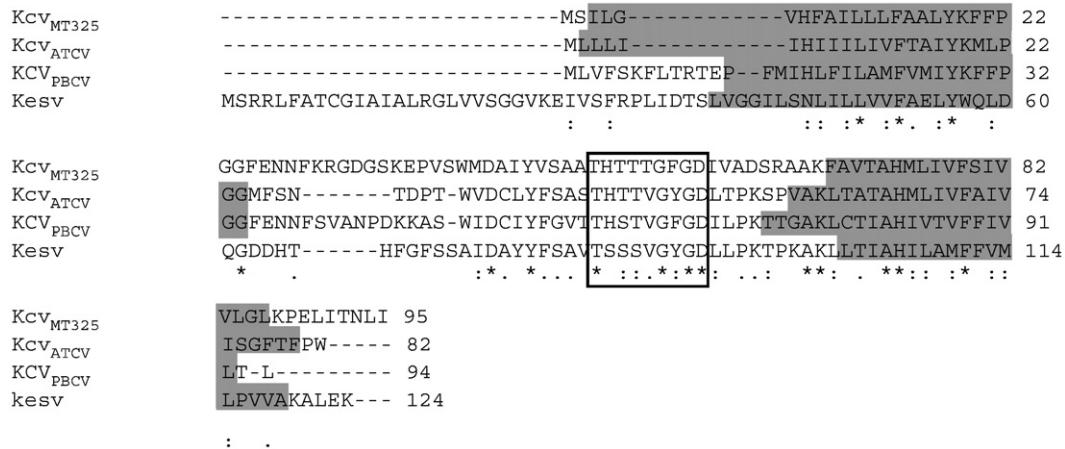 KcvMT325 ----------------------------MSILG-----------VHFAILLLFAALYKFFP 22
KcvATCV ----------------------------MLLLI-----------IHIIILIVFTAIYKMLP 22
KCVPBCV ----------------------------MLVFSKFLTRTEP--FMIHLFILAMFVMIYKFFP 32
Kesv MSRRLFATCGIAIALRGLVVSGGVKEIVSFRPLIDTSLVGGILSNLILLVVFAELYWQLD 60
: : :: :* :*. :* :
KcvMT325 GGFENNFKRGDGSKEPVSWMDAIYVSAATHTTTGFGDIVADSRAAKFAVTAHMLIVFSIV 82
KcvATCV GGMFSN-------TDPT-WVDCLYFSASTHTTVGYGDLTPKSPVAKLTATAHMLIVFAIV 74
KCVPBCV GGFENNFSVANPDKKAS-WIDCIYFGVTTHSTVGFGDILPKTTGAKLCTIAHIVTVFFIV 91
Kesv QGDDHT------HFGFSSAIDAYYFSAVTSSSVGYGDLLPKTPKAKLLTIAHILAMFFVM 114
* . :*. *. .. * ::.*:** : ..: ** : . **:: :* ::
KcvMT325 VLGLKPELITNLI 95
KcvATCV ISGFTFPW----- 82
KCVPBCV LT-L--------- 94
kesv LPVVAKALEK--- 124
: .